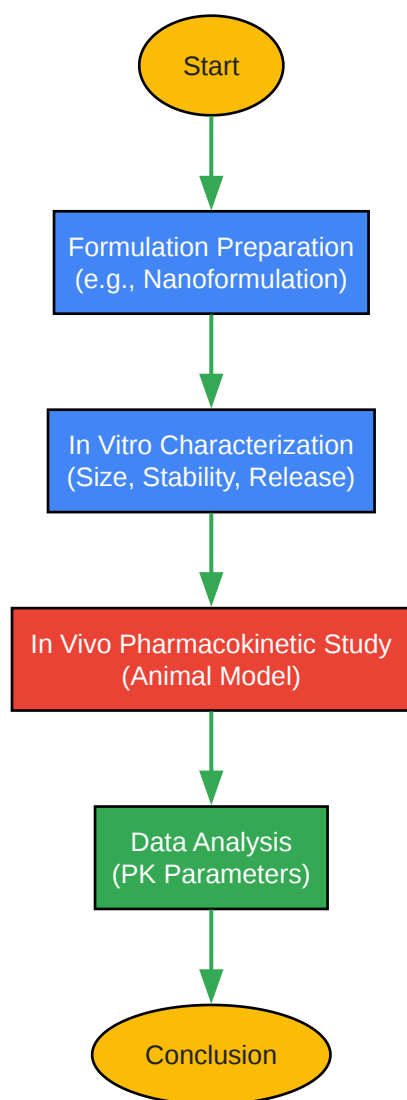 Start
Formulation Preparation
(e.g., Nanoformulation)
In Vitro Characterization
(Size, Stability, Release)
In Vivo Pharmacokinetic Study
(Animal Model)
Data Analysis
(PK Parameters)
Conclusion